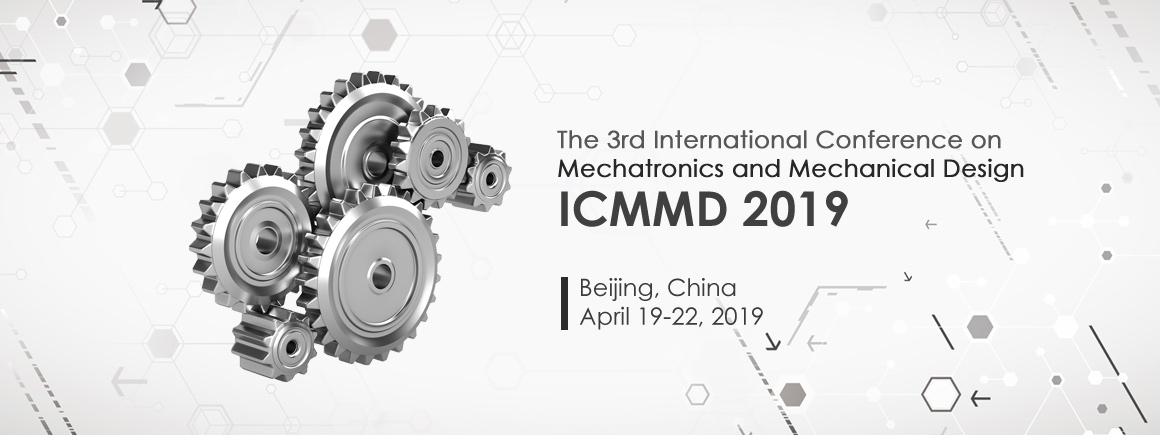 The 3rd International Conference on
Mechatronics and Mechanical Design
ICMMD 2019
Beijing, China
April 19-22, 2019